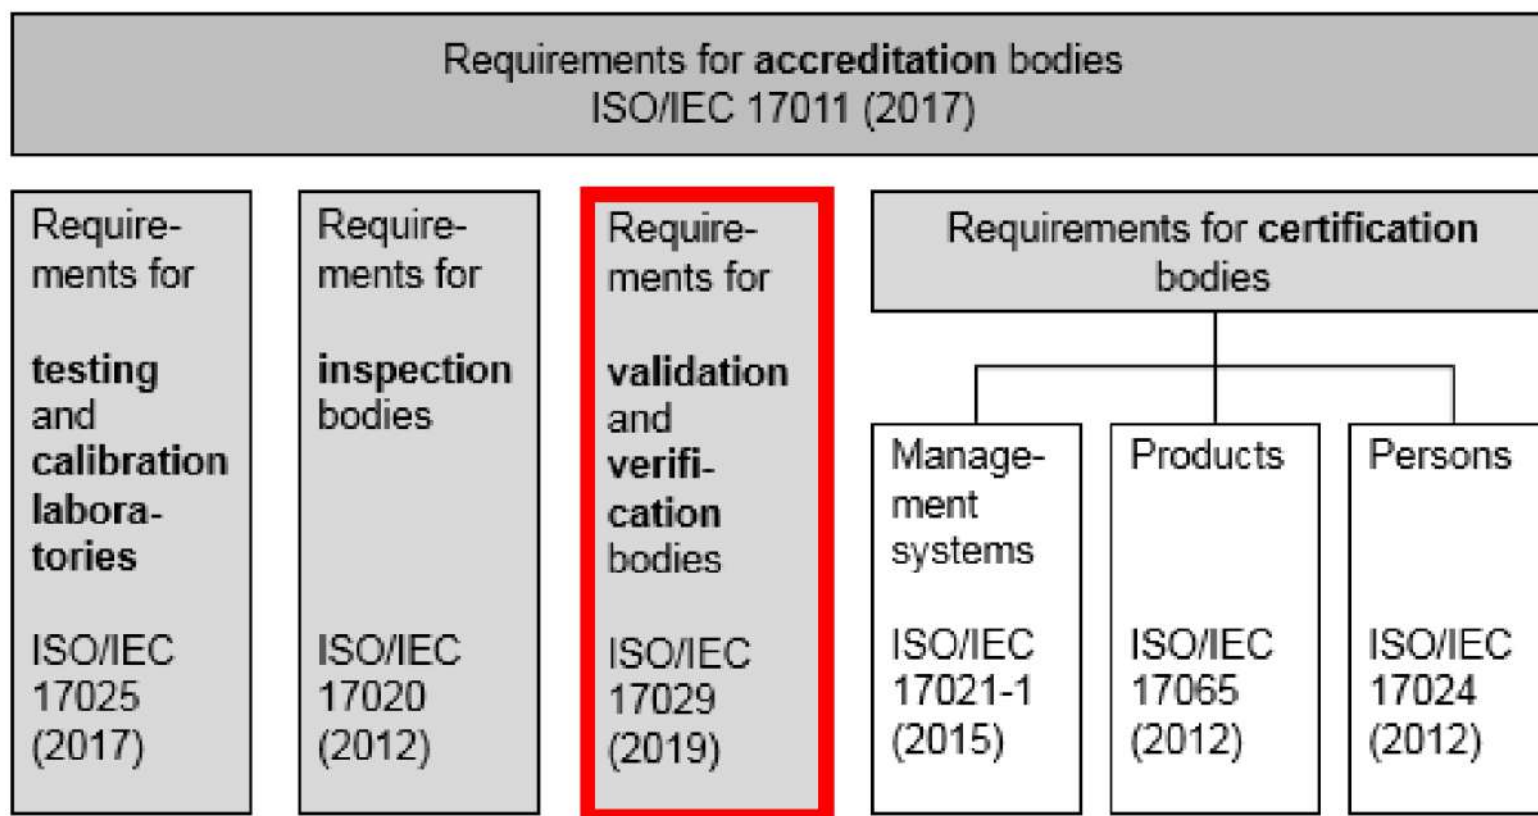 Requirements for accreditation bodies
ISO/IEC 17011 (2017)
Require-
ments for
testing
and
calibration
labora-
tories
ISO/IEC
17025
(2017)
Require-
ments for
inspection
bodies
ISO/IEC
17020
(2012)
Require-
ments for
validation
and
verifi-
cation
bodies
ISO/IEC
17029
(2019)
Requirements for certification
bodies
Manage-
ment
systems
ISO/IEC
17021-1
(2015)
Products
ISO/IEC
17065
(2012)
Persons
ISO/IEC
17024
(2012)